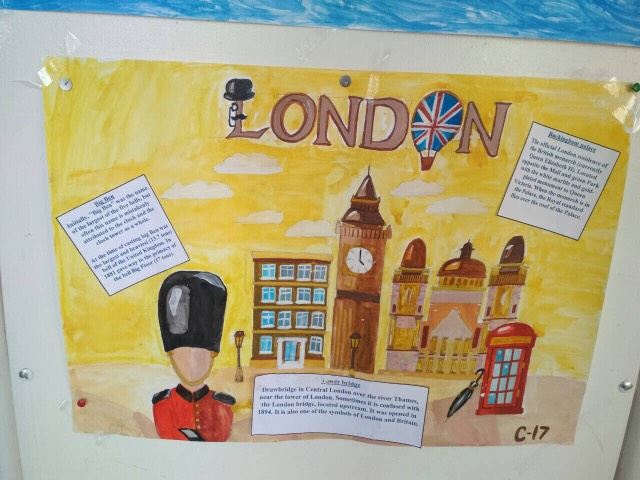 LONDON
Buckingham palace
The official London residence of
the British monarch (currently
Queen Elizabeth II). Located
opposite the Mall and green Park
with the white marble and gold-
plated monument to Queen
Victoria. When the monarch is in
the Palace, the Royal standard
flies over the roof of the Palace.
Big Ben
Initially, "Big Ben" was the name
of the largest of the five bells, but
often this name is mistakenly
attributed to the clock and the
clock tower as a whole.
At the time of casting big Ben was
the largest and heaviest (13.7 tons)
bell of the United Kingdom. In
1891 gave way to the primacy of
the bell Big Floor (17 tons).
Tower bridge
Drawbridge in Central London over the river Thames,
near the tower of London. Sometimes it is confused with
the London bridge, located upstream. It was opened in
1894. It is also one of the symbols of London and Britain.
C-17